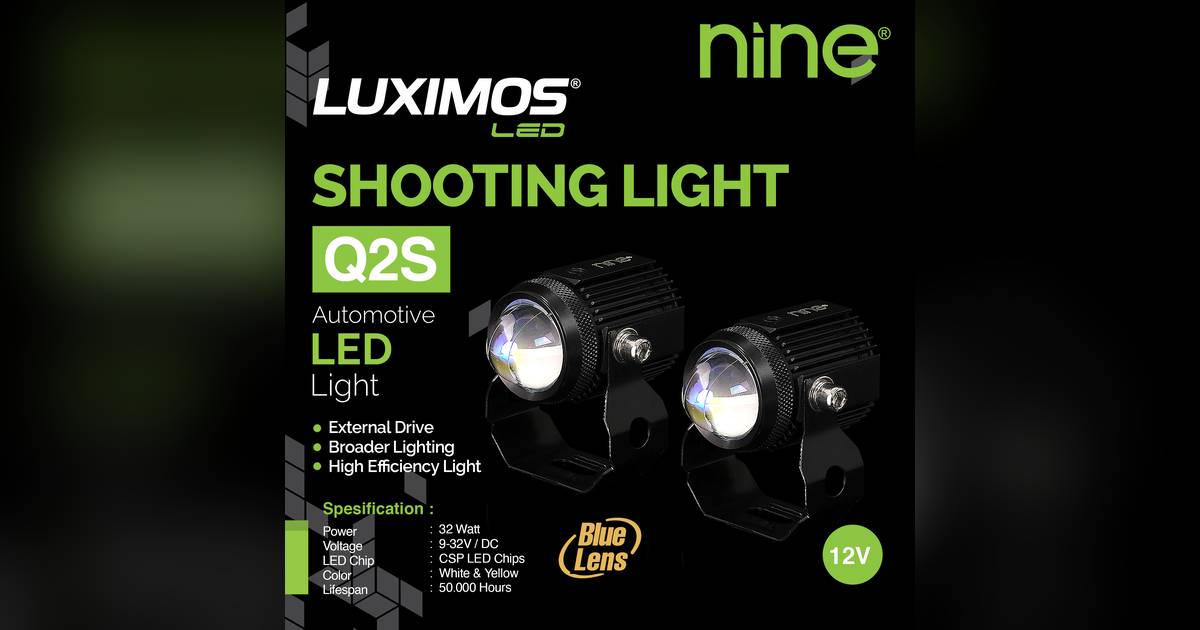 nine®
LUXIMOS®
LED
SHOOTING LIGHT
Q2S
Automotive
LED
Light
nine
nine
• External Drive
• Broader Lighting
• High Efficiency Light
Spesification :
Power : 32 Watt
Voltage : 9-32V / DC
LED Chip : CSP LED Chips
Color : White & Yellow
Lifespan : 50.000 Hours
Blue
Lens
12V